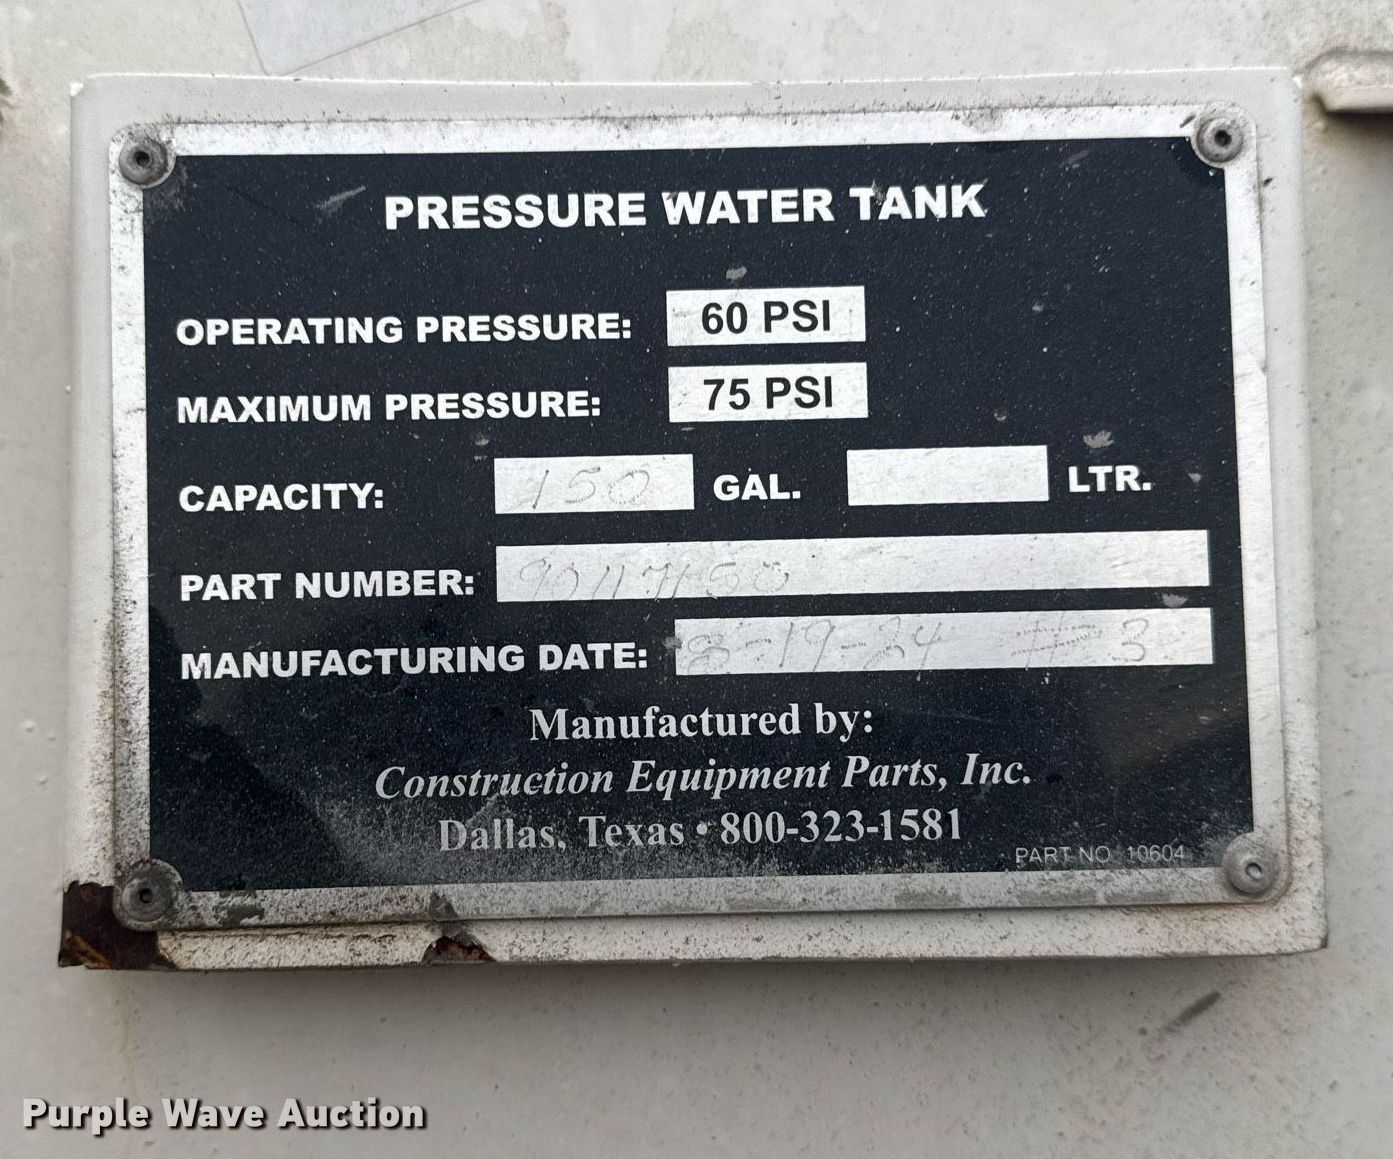 PRESSURE WATER TANK
OPERATING PRESSURE: 60 PSI
MAXIMUM PRESSURE: 75 PSI
CAPACITY: 150 GAL. LTR.
PART NUMBER: 90117150
MANUFACTURING DATE: 8-19-24 # 3
Manufactured by:
Construction Equipment Parts, Inc.
Dallas, Texas • 800-323-1581
PART NO 10604
Purple Wave Auction